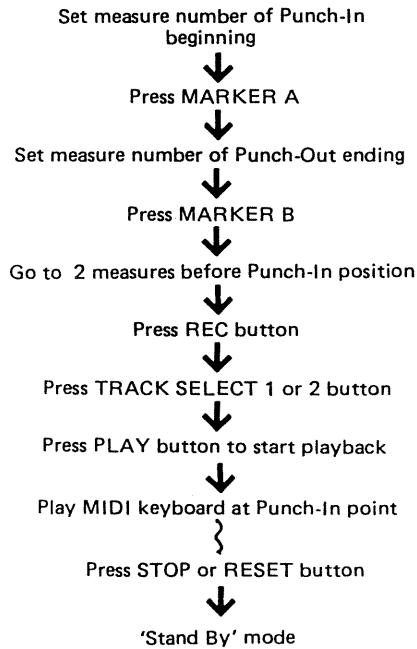 Set measure number of Punch-In
beginning
Press MARKER A
Set measure number of Punch-Out ending
Press MARKER B
Go to 2 measures before Punch-In position
Press REC button
Press TRACK SELECT 1 or 2 button
Press PLAY button to start playback
Play MIDI keyboard at Punch-In point
Press STOP or RESET button
'Stand By' mode